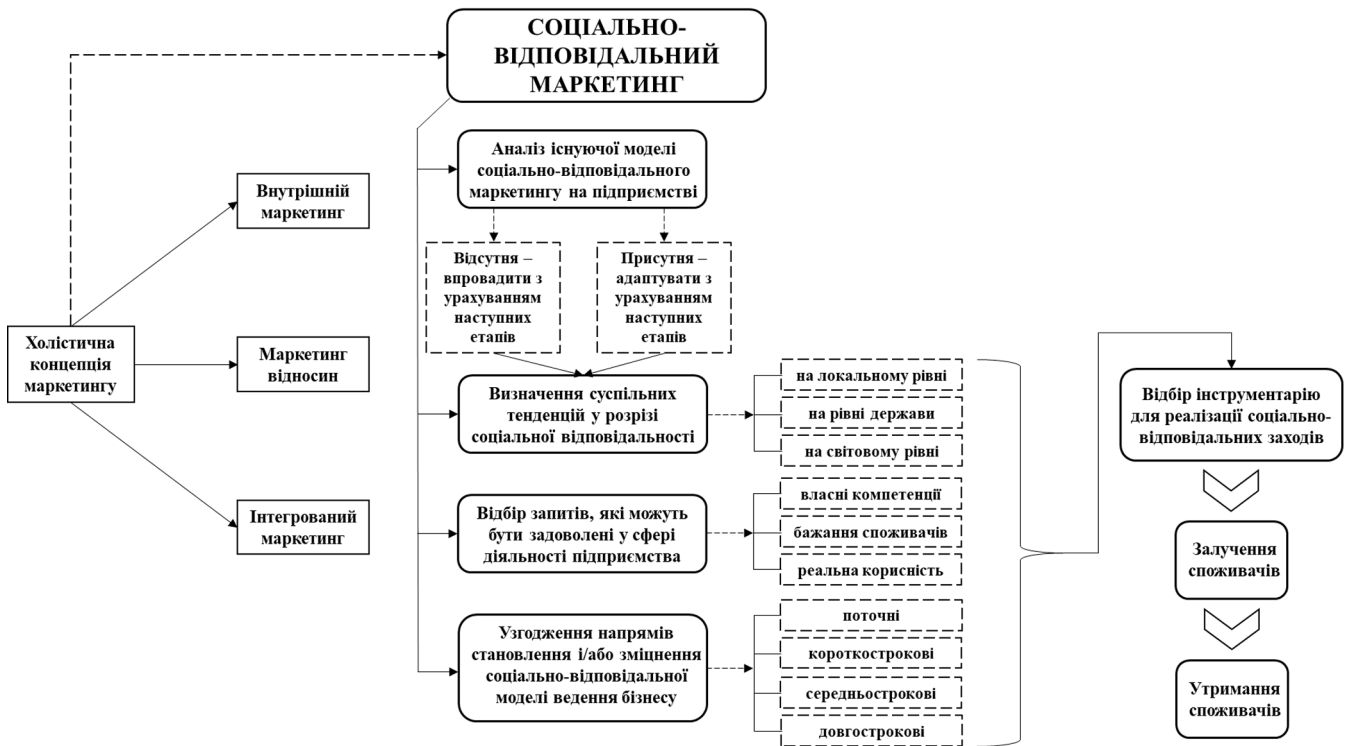 СОЦІАЛЬНО-
ВІДПОВІДАЛЬНИЙ
МАРКЕТИНГ
Холістична
концепція
маркетингу
Внутрішній
маркетинг
Маркетинг
відносин
Інтегрований
маркетинг
Аналіз існуючої моделі
соціально-відповідального
маркетингу на підприємстві
Відсутня –
впровадити з
урахуванням
наступних
етапів
Присутня –
адаптувати з
урахуванням
наступних
етапів
Визначення суспільних
тенденцій у розрізі
соціальної відповідальності
на локальному рівні
на рівні держави
на світовому рівні
Відбір запитів, які можуть
бути задоволені у сфері
діяльності підприємства
власні компетенції
бажання споживачів
реальна корисність
Узгодження напрямів
становлення і/або зміцнення
соціально-відповідальної
моделі ведення бізнесу
поточні
короткострокові
середньострокові
довгострокові
Відбір інструментарію
для реалізації соціально-
відповідальних заходів
Залучення
споживачів
Утримання
споживачів